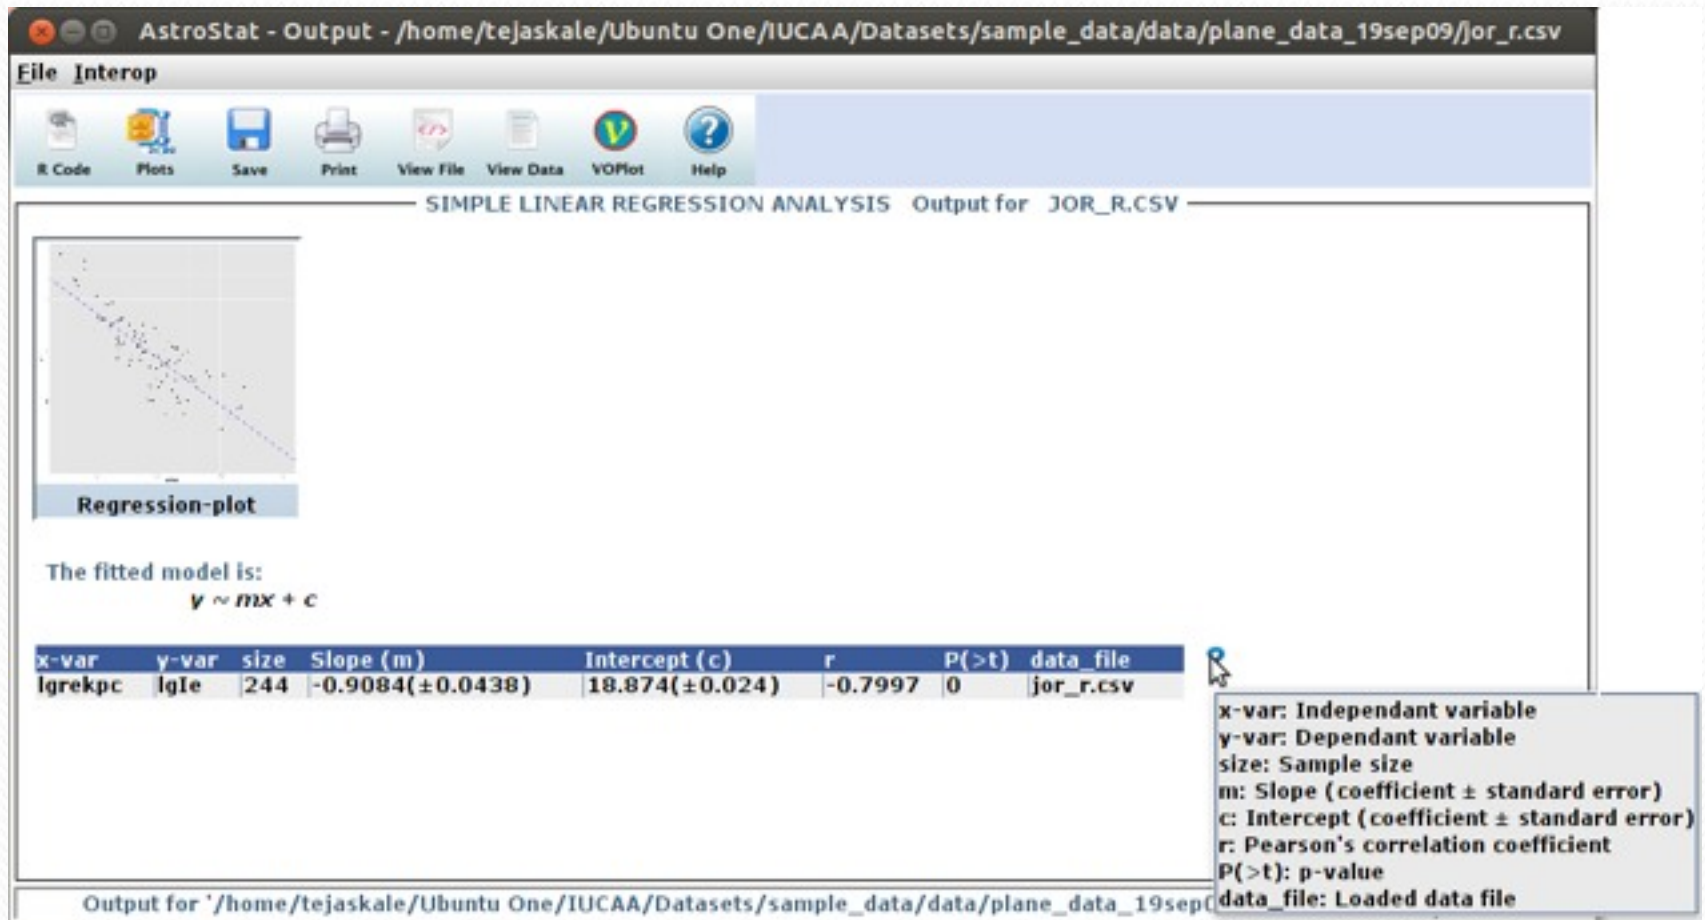 AstroStat - Output - /home/tejaskale/Ubuntu One/IUCAA/Datasets/sample_data/data/plane_data_19sep09/jor_r.csv
File Interop
R Code Plots Save Print View File View Data VOPlot Help
SIMPLE LINEAR REGRESSION ANALYSIS Output for JOR_R.CSV
Regression-plot
The fitted model is:
y ~ mx + c
x-var y-var size Slope (m) Intercept (c) r P(>t) data_file
lgrekpc lgIe 244 -0.9084(±0.0438) 18.874(±0.024) -0.7997 0 jor_r.csv
x-var: Independant variable
y-var: Dependant variable
size: Sample size
m: Slope (coefficient ± standard error)
c: Intercept (coefficient ± standard error)
r: Pearson's correlation coefficient
P(>t): p-value
data_file: Loaded data file
Output for '/home/tejaskale/Ubuntu One/IUCAA/Datasets/sample_data/data/plane_data_19sep